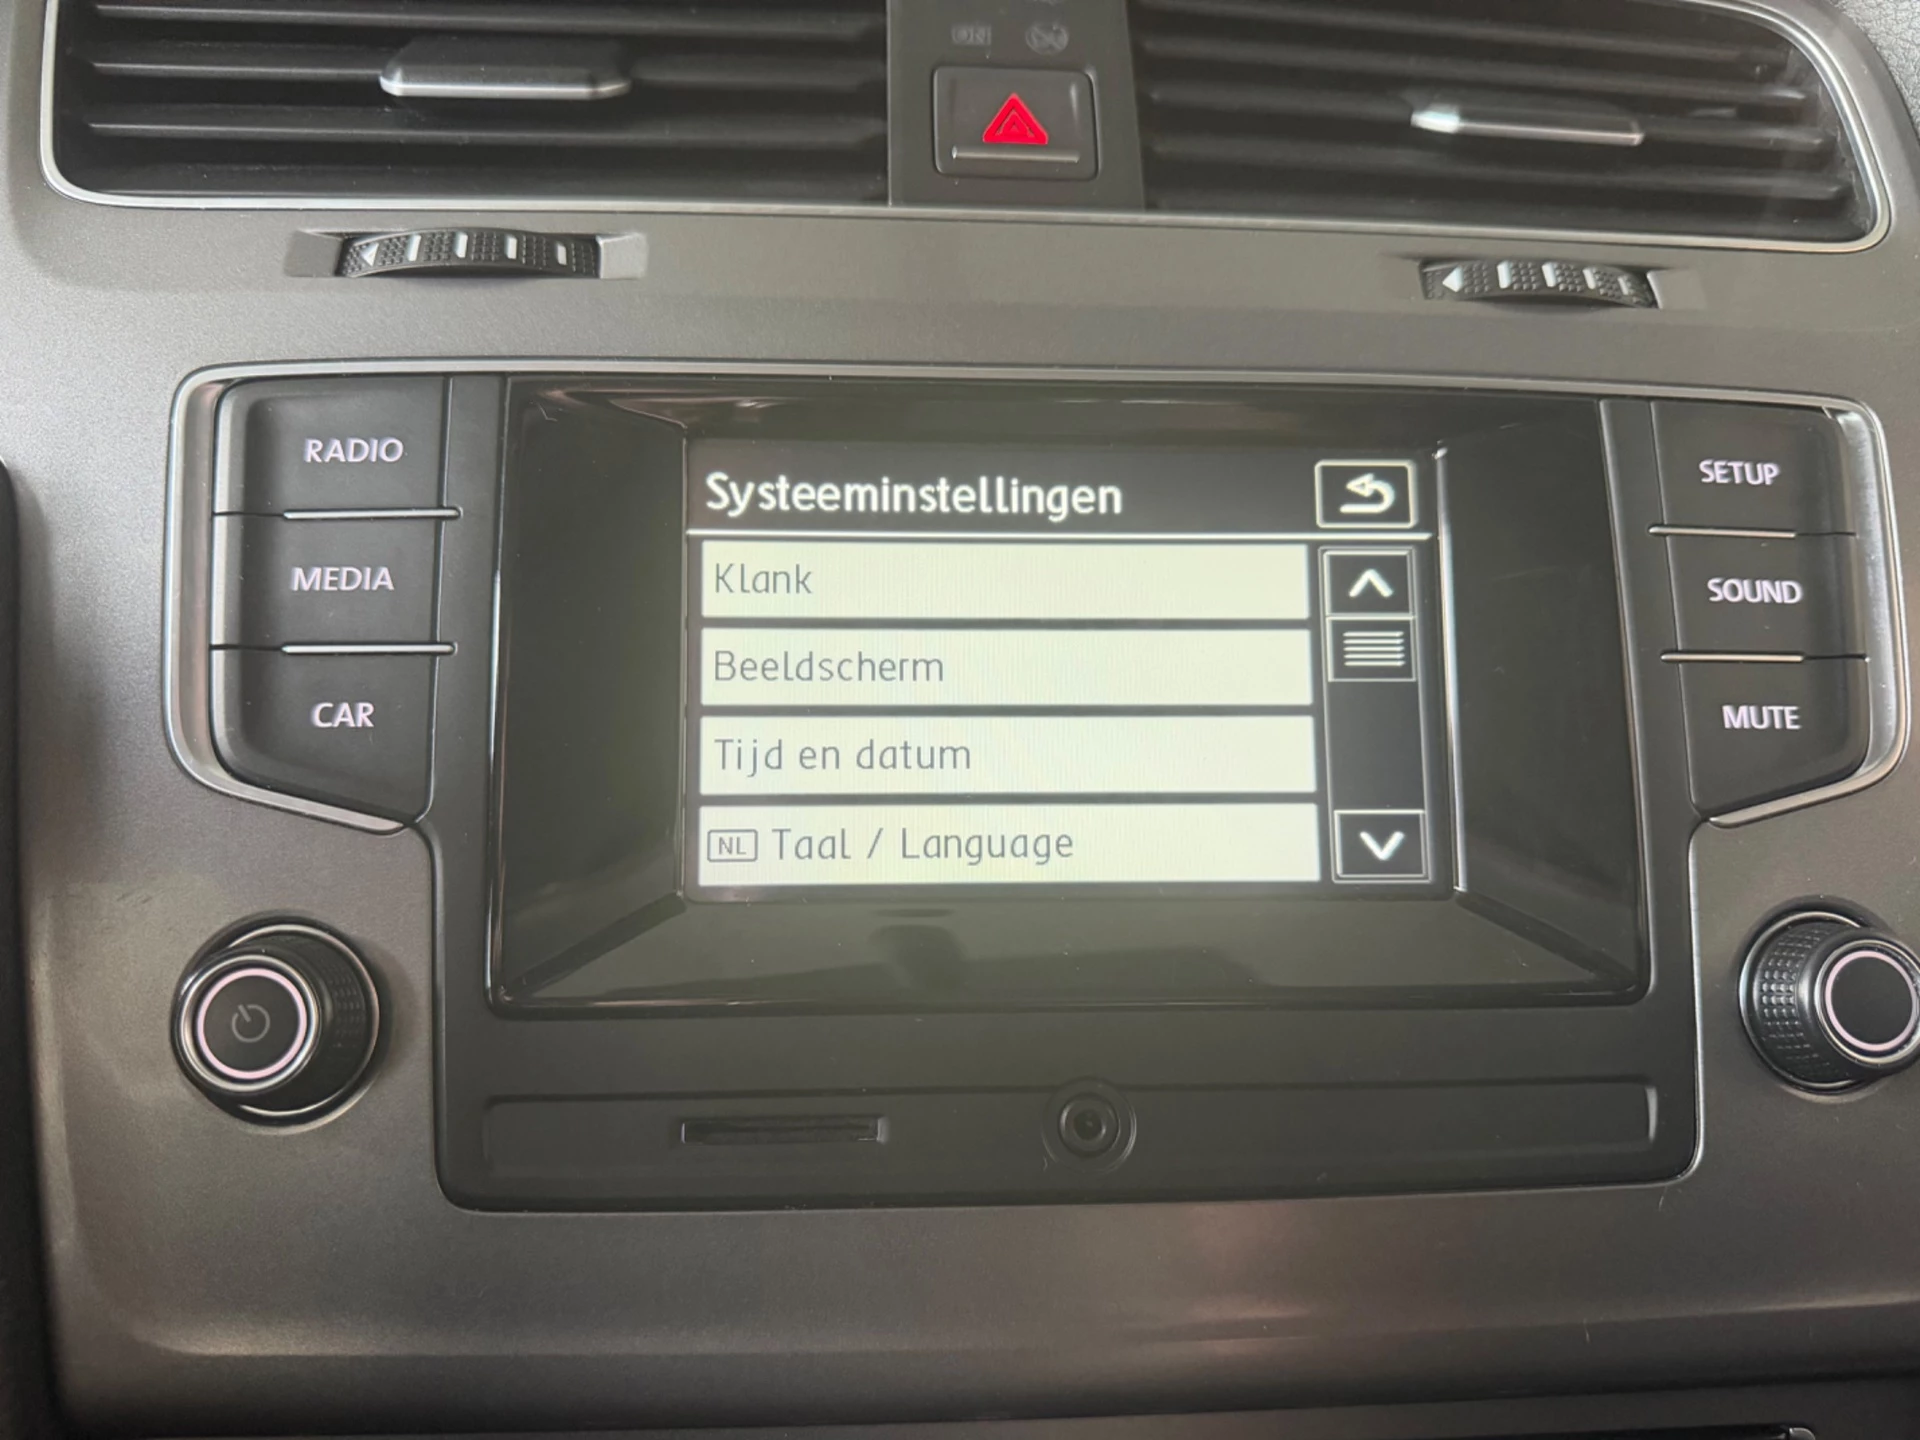 RADIO
MEDIA
CAR
Systeeminstellingen
Klank
Beeldscherm
Tijd en datum
NL Taal / Language
SETUP
SOUND
MUTE